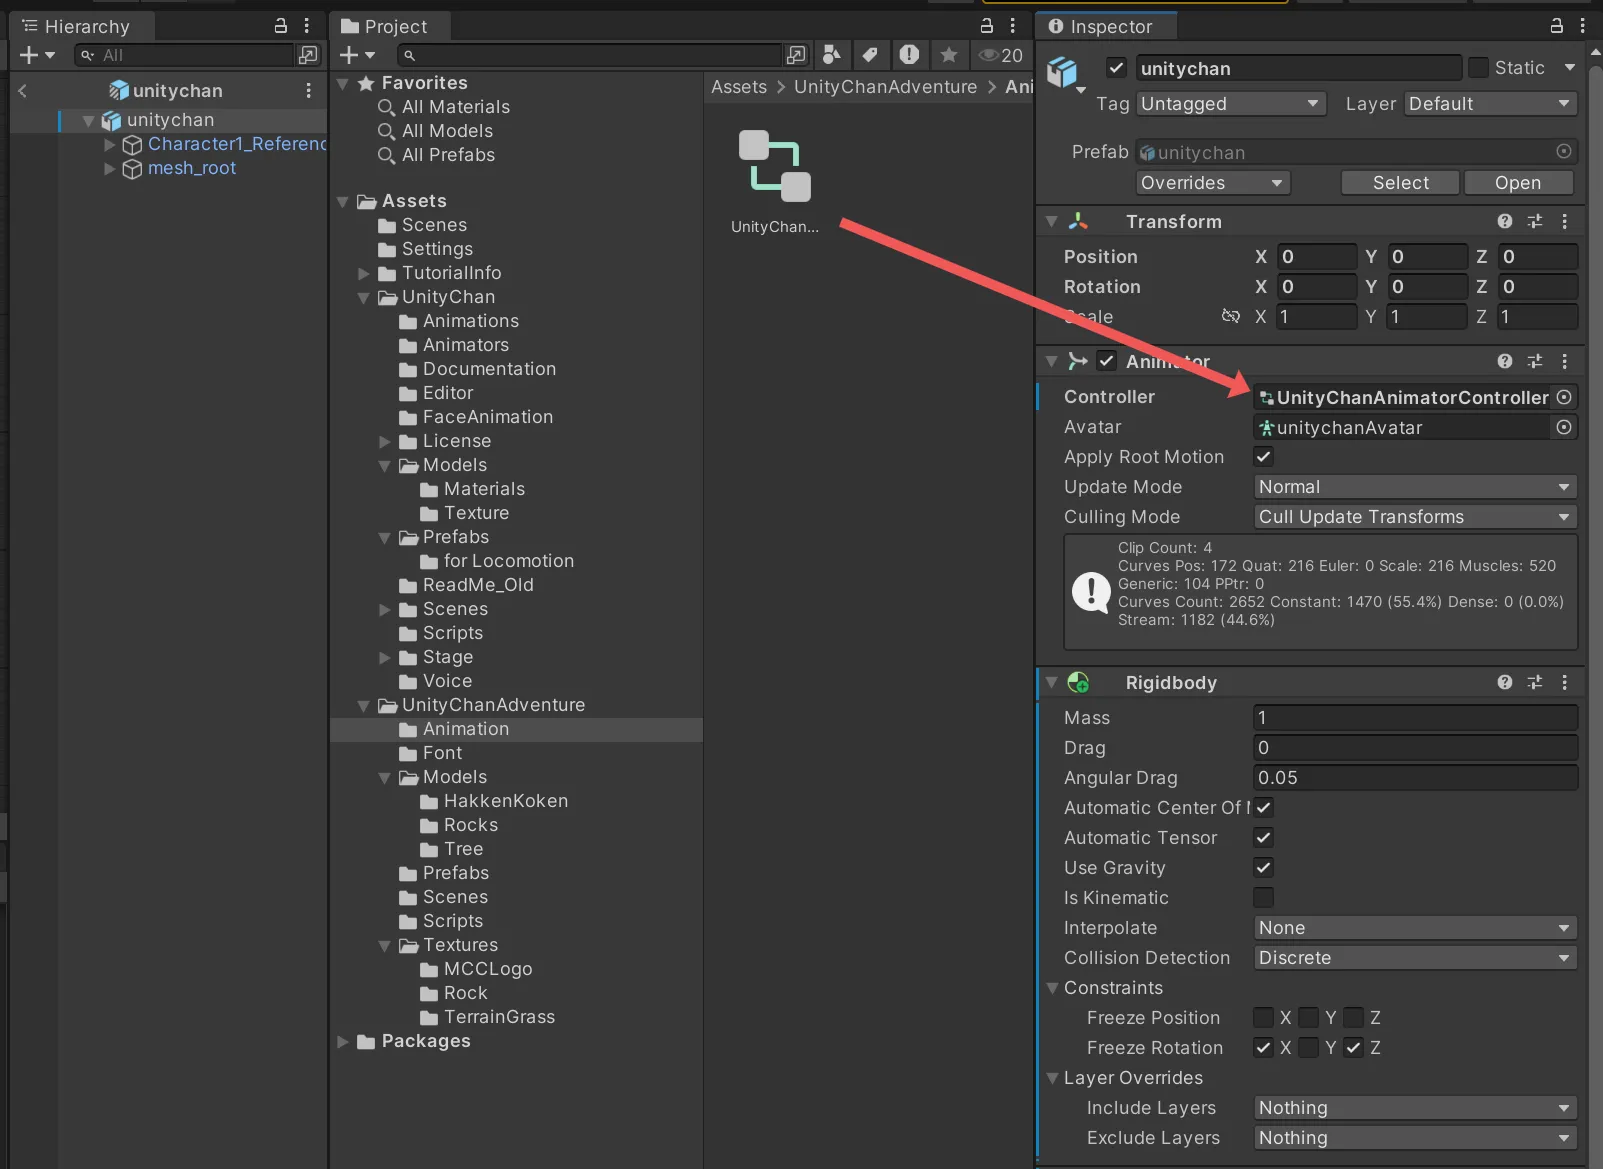 Hierarchy
All
unitychan
unitychan
Character1_Referenc
mesh_root
Project
20
Favorites
All Materials
All Models
All Prefabs
Assets
Scenes
Settings
TutorialInfo
UnityChan
Animations
Animators
Documentation
Editor
FaceAnimation
License
Models
Materials
Texture
Prefabs
for Locomotion
ReadMe_Old
Scenes
Scripts
Stage
Voice
UnityChanAdventure
Animation
Font
Models
HakkenKoken
Rocks
Tree
Prefabs
Scenes
Scripts
Textures
MCCLogo
Rock
TerrainGrass
Packages
Assets > UnityChanAdventure > Ani
UnityChan...
Inspector
unitychan Static
Tag Untagged Layer Default
Prefab unitychan
Overrides Select Open
Transform
Position X 0 Y 0 Z 0
Rotation X 0 Y 0 Z 0
Scale X 1 Y 1 Z 1
Animator
Controller UnityChanAnimatorController
Avatar unitychanAvatar
Apply Root Motion
Update Mode Normal
Culling Mode Cull Update Transforms
Clip Count: 4
Curves Pos: 172 Quat: 216 Euler: 0 Scale: 216 Muscles: 520
Generic: 104 PPtr: 0
Curves Count: 2652 Constant: 1470 (55.4%) Dense: 0 (0.0%)
Stream: 1182 (44.6%)
Rigidbody
Mass 1
Drag 0
Angular Drag 0.05
Automatic Center Of M
Automatic Tensor
Use Gravity
Is Kinematic
Interpolate None
Collision Detection Discrete
Constraints
Freeze Position X Y Z
Freeze Rotation X Y Z
Layer Overrides
Include Layers Nothing
Exclude Layers Nothing